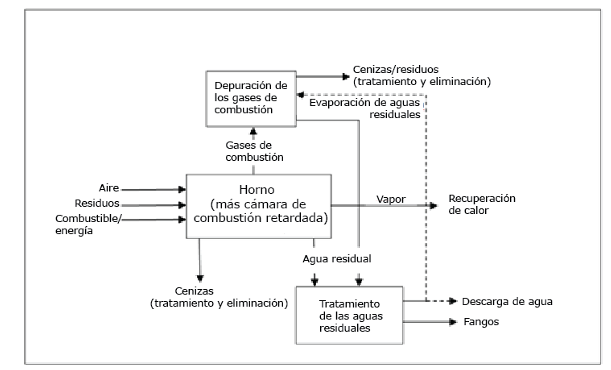 Depuración de
los gases de
combustión
Cenizas/residuos
(tratamiento y eliminación)
Evaporación de aguas
residuales
Gases de
combustión
Aire
Residuos
Combustible/
energía
Horno
(más cámara de
combustión retardada)
Vapor
Recuperación
de calor
Agua residual
Cenizas
(tratamiento y eliminación)
Tratamiento
de las aguas
residuales
Descarga de agua
Fangos